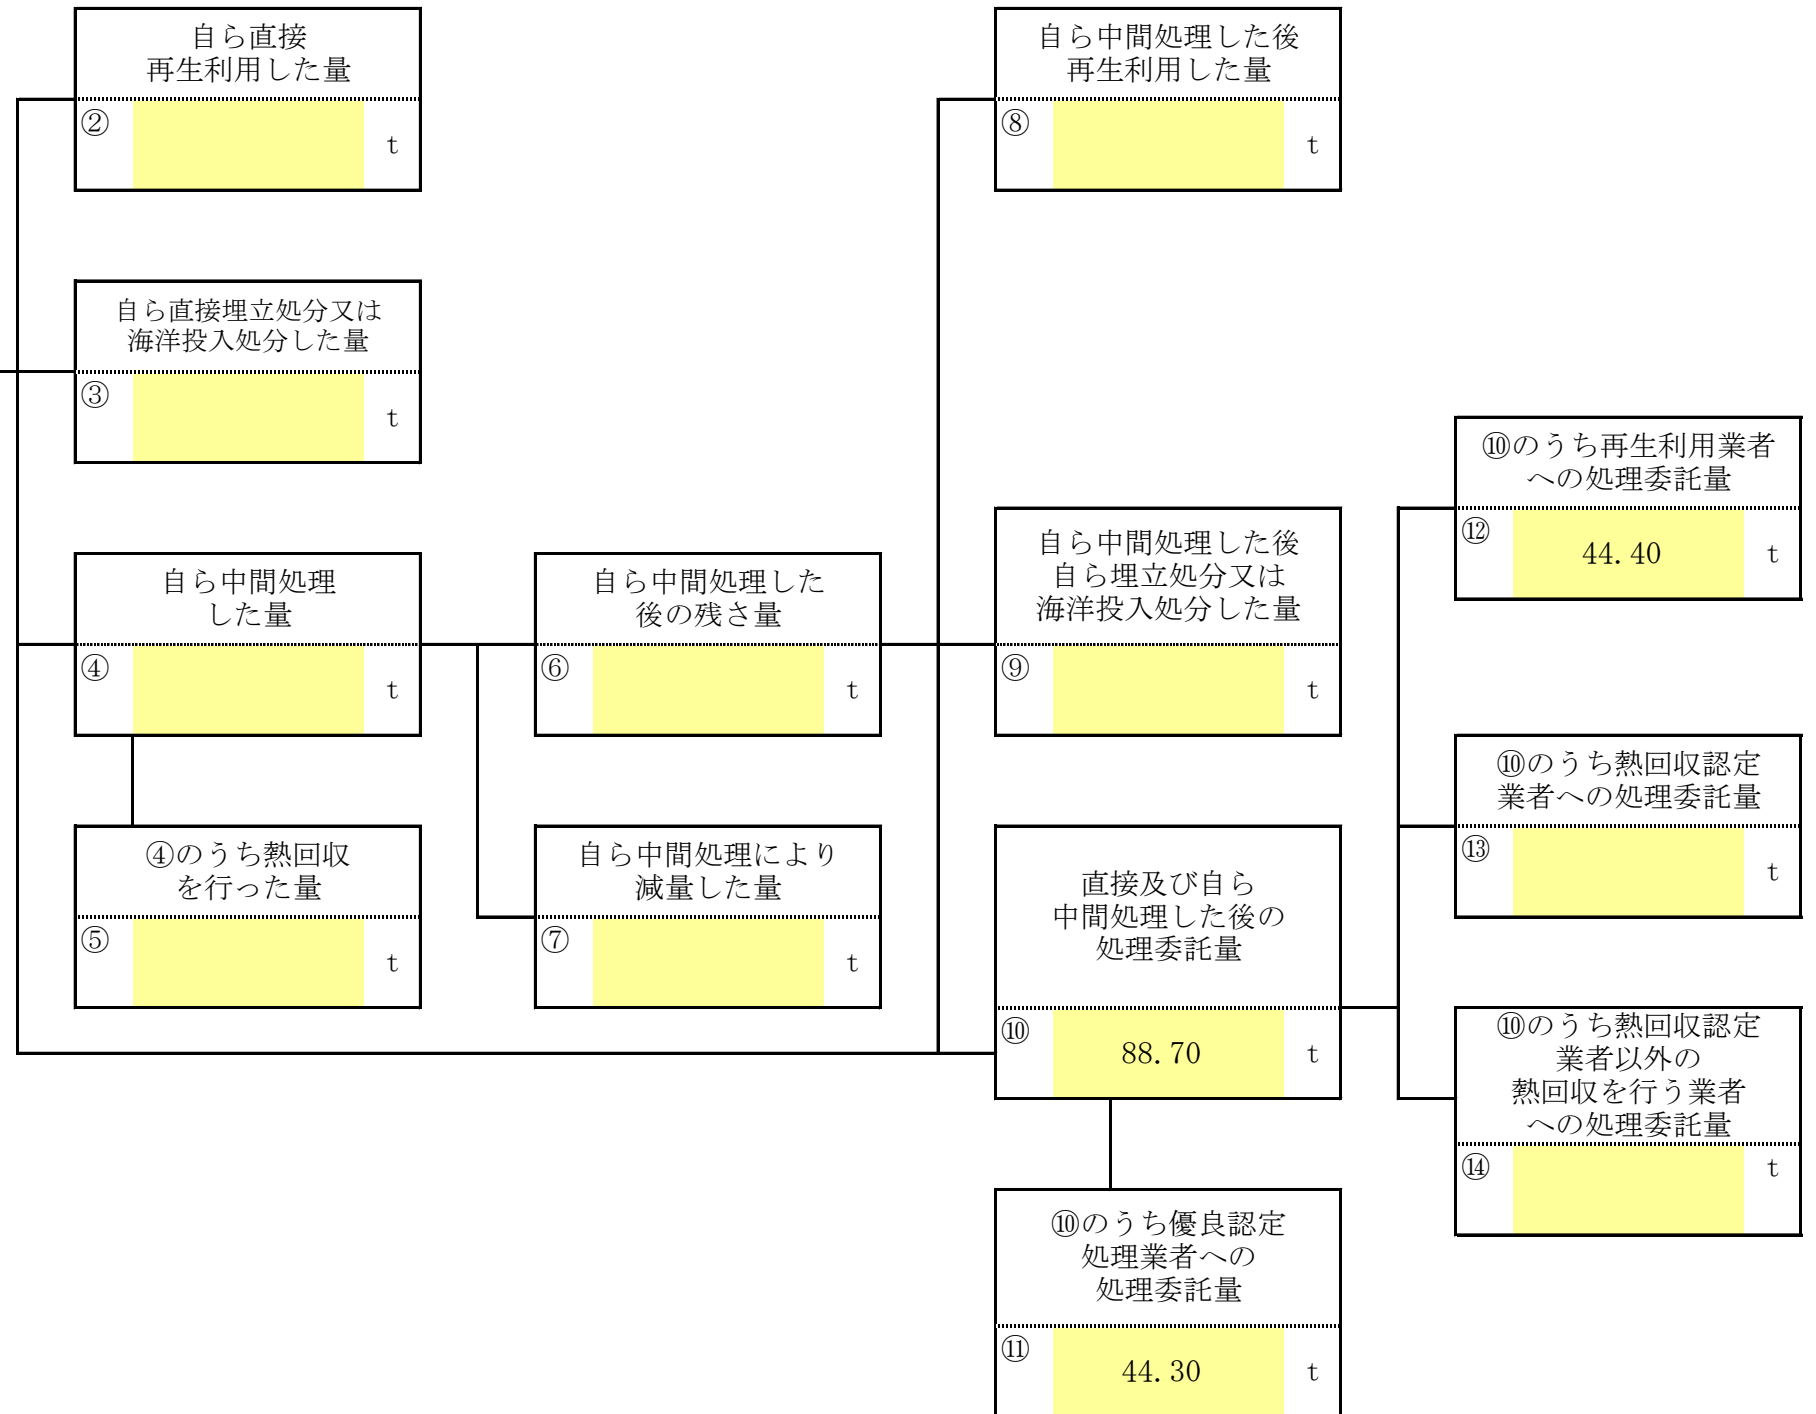 自ら直接
再生利用した量
②
t
自ら中間処理した後
再生利用した量
⑧
t
自ら直接埋立処分又は
海洋投入処分した量
③
t
⑩のうち再生利用業者
への処理委託量
⑫
44.40
t
自ら中間処理
した量
④
t
自ら中間処理した
後の残さ量
⑥
t
自ら中間処理した後
自ら埋立処分又は
海洋投入処分した量
⑨
t
⑩のうち熱回収認定
業者への処理委託量
⑬
t
④のうち熱回収
を行った量
⑤
t
自ら中間処理により
減量した量
⑦
t
直接及び自ら
中間処理した後の
処理委託量
⑩
88.70
t
⑩のうち熱回収認定
業者以外の
熱回収を行う業者
への処理委託量
⑭
t
⑩のうち優良認定
処理業者への
処理委託量
⑪
44.30
t